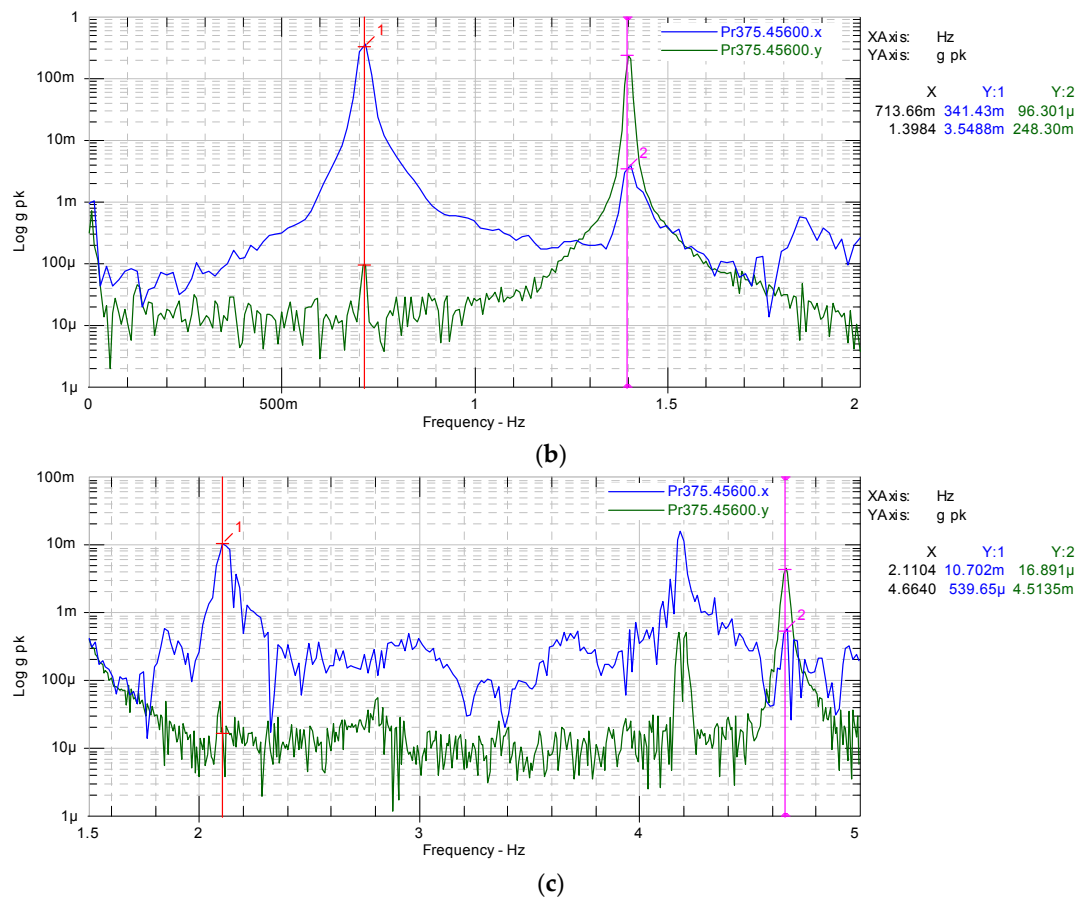 1
100m
10m
1m
100µ
10µ
1µ
Log g pk
0
500m
1
1.5
2
Frequency - Hz
1
2
Pr375.45600.x
Pr375.45600.y
XAxis: Hz
YAxis: g pk
X Y:1 Y:2
713.66m 341.43m 96.301µ
1.3984 3.5488m 248.30m
(b)
100m
10m
1m
100µ
10µ
1µ
Log g pk
1.5
2
3
4
5
Frequency - Hz
1
2
Pr375.45600.x
Pr375.45600.y
XAxis: Hz
YAxis: g pk
X Y:1 Y:2
2.1104 10.702m 16.891µ
4.6640 539.65µ 4.5135m
(c)